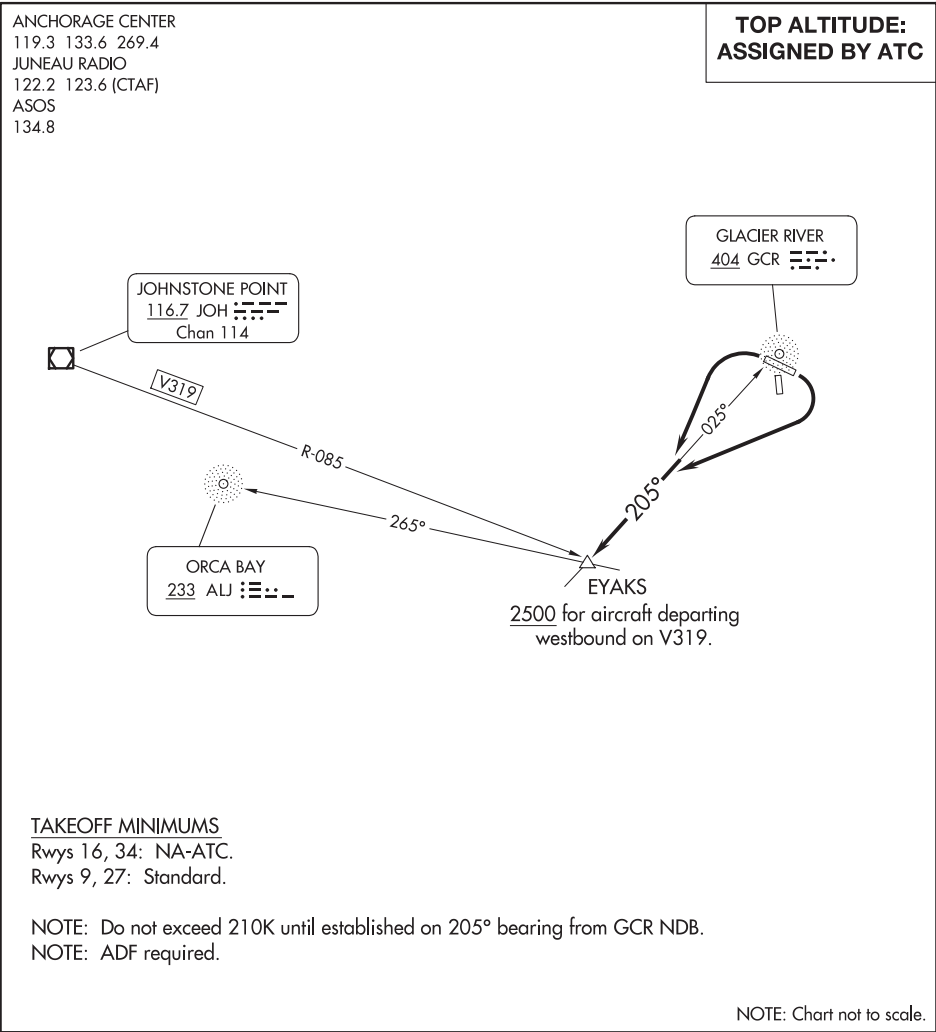 ANCHORAGE CENTER
119.3 133.6 269.4
JUNEAU RADIO
122.2 123.6 (CTAF)
ASOS
134.8
TOP ALTITUDE:
ASSIGNED BY ATC
GLACIER RIVER
404 GCR
JOHNSTONE POINT
116.7 JOH
Chan 114
V319
R-085
025°
205°
265°
ORCA BAY
233 ALJ
EYAKS
2500 for aircraft departing
westbound on V319.
TAKEOFF MINIMUMS
Rwys 16, 34: NA-ATC.
Rwys 9, 27: Standard.
NOTE: Do not exceed 210K until established on 205° bearing from GCR NDB.
NOTE: ADF required.
NOTE: Chart not to scale.